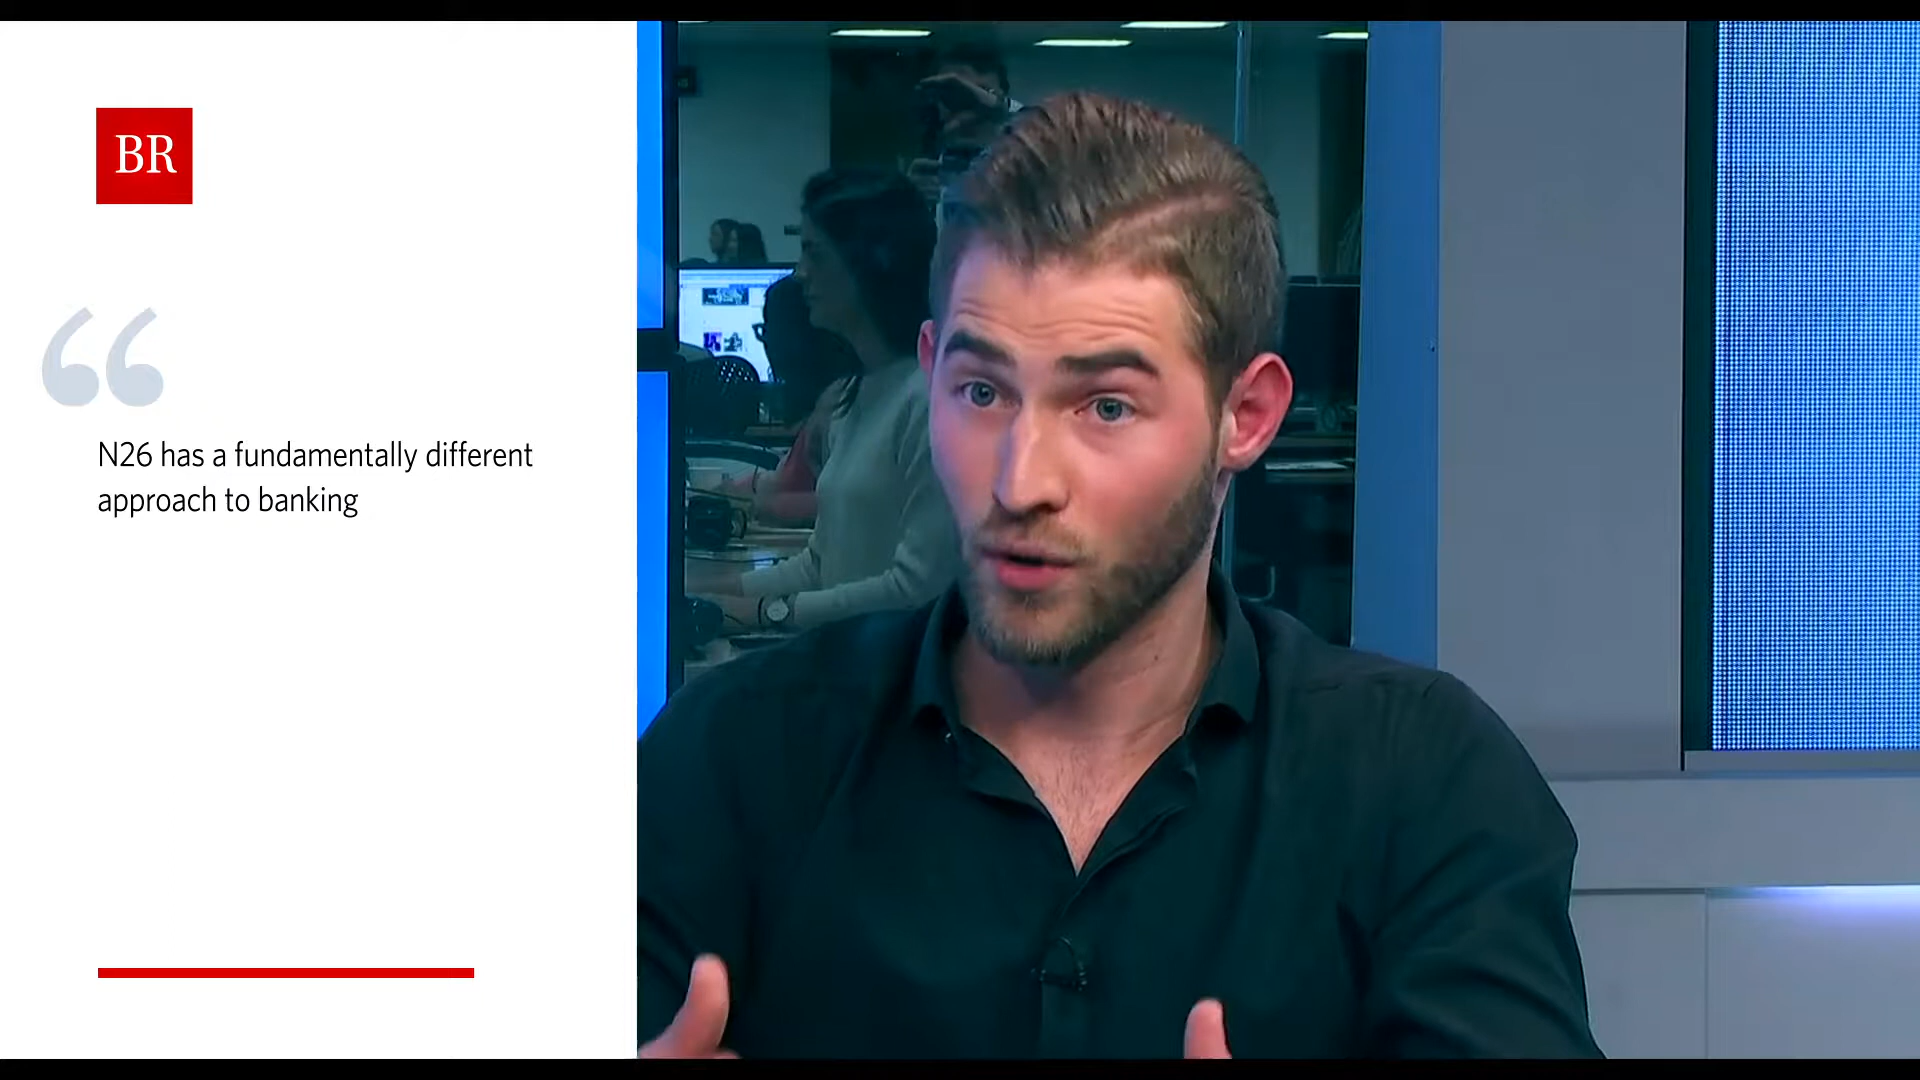 BR
N26 has a fundamentally different
approach to banking